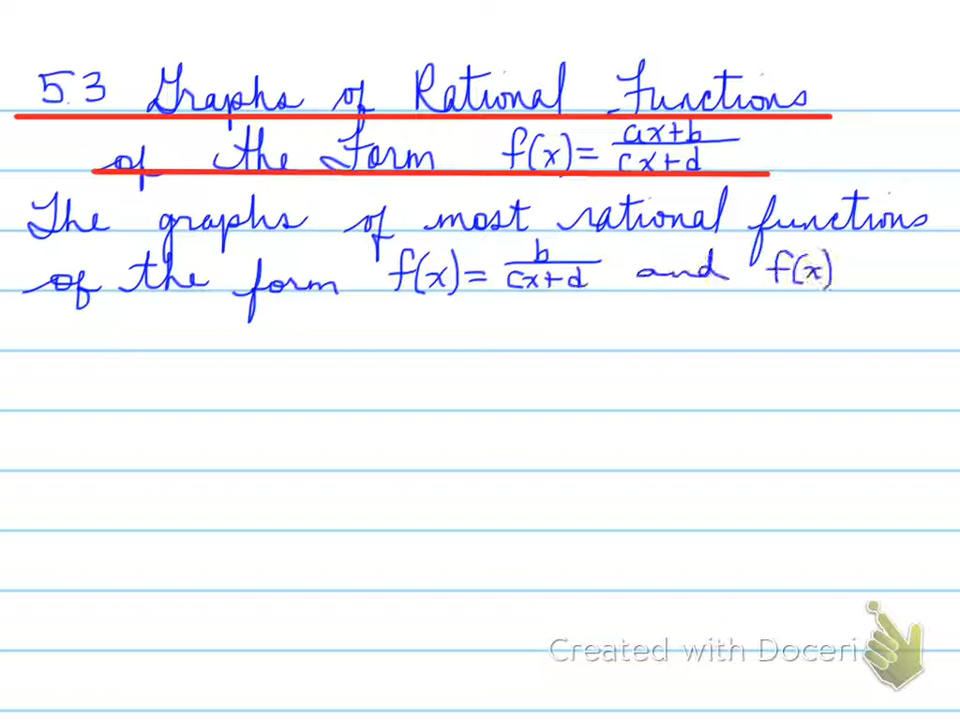 5.3 Graphs of Rational Functions
of the Form f(x) = (ax+b)/(cx+d)
The graphs of most rational functions
of the form f(x) = b/(cx+d) and f(x)
Created with Doceri